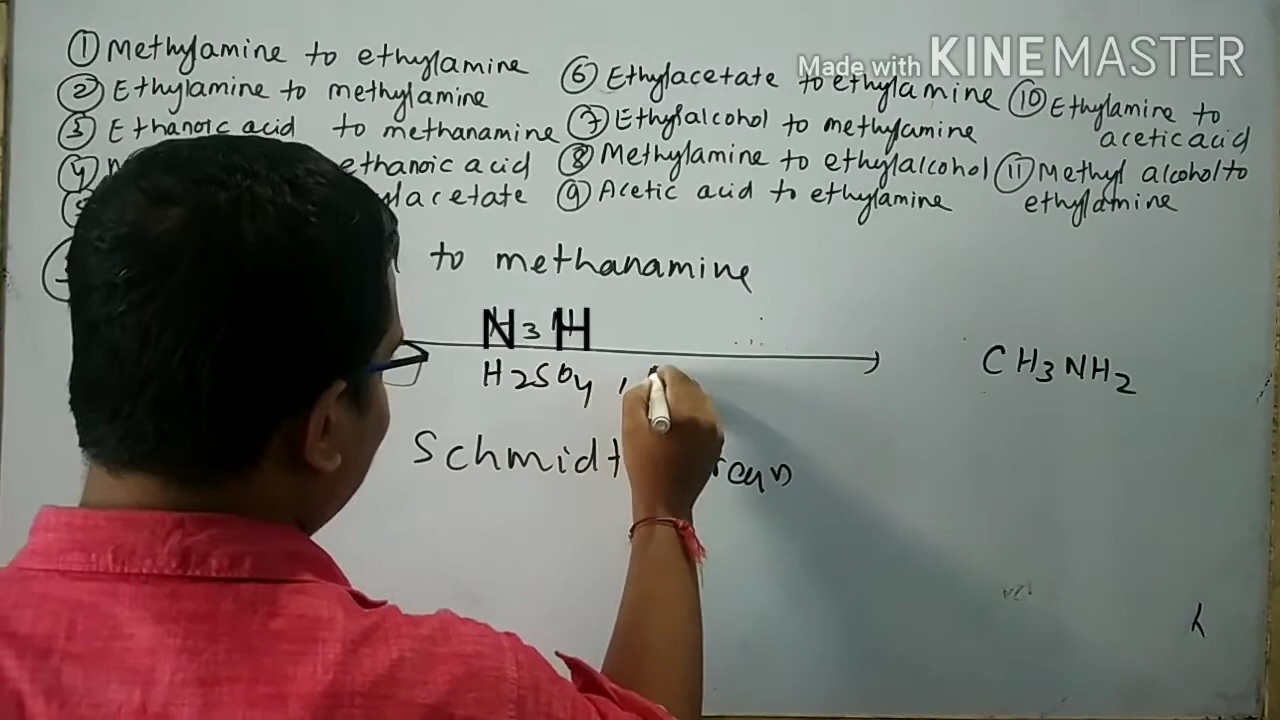 ① Methylamine to ethylamine
② Ethylamine to methylamine
③ Ethanoic acid to methanamine
④ ethanoic acid
acetate
⑥ Ethylacetate to ethylamine
⑦ Ethylalcohol to methylamine
⑧ Methylamine to ethylalcohol
⑨ Acetic acid to ethylamine
⑩ Ethylamine to
acetic acid
⑪ Methyl alcohol to
ethylamine
Made with KINEMASTER
to methanamine
N3H
H2SO4 ,
CH3NH2
Schmidt